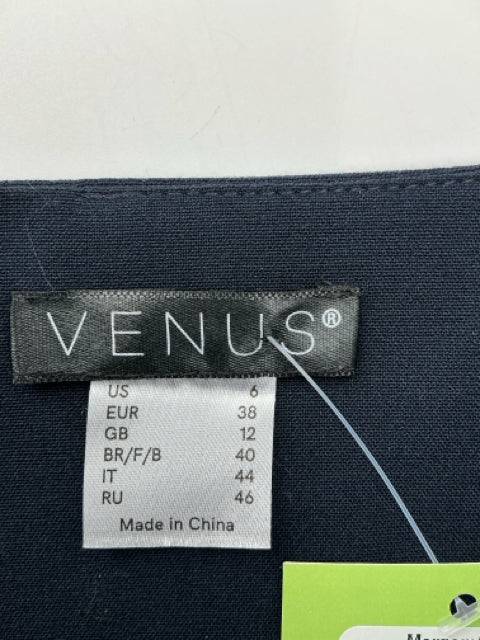 VENUS®
US 6
EUR 38
GB 12
BR/F/B 40
IT 44
RU 46
Made in China